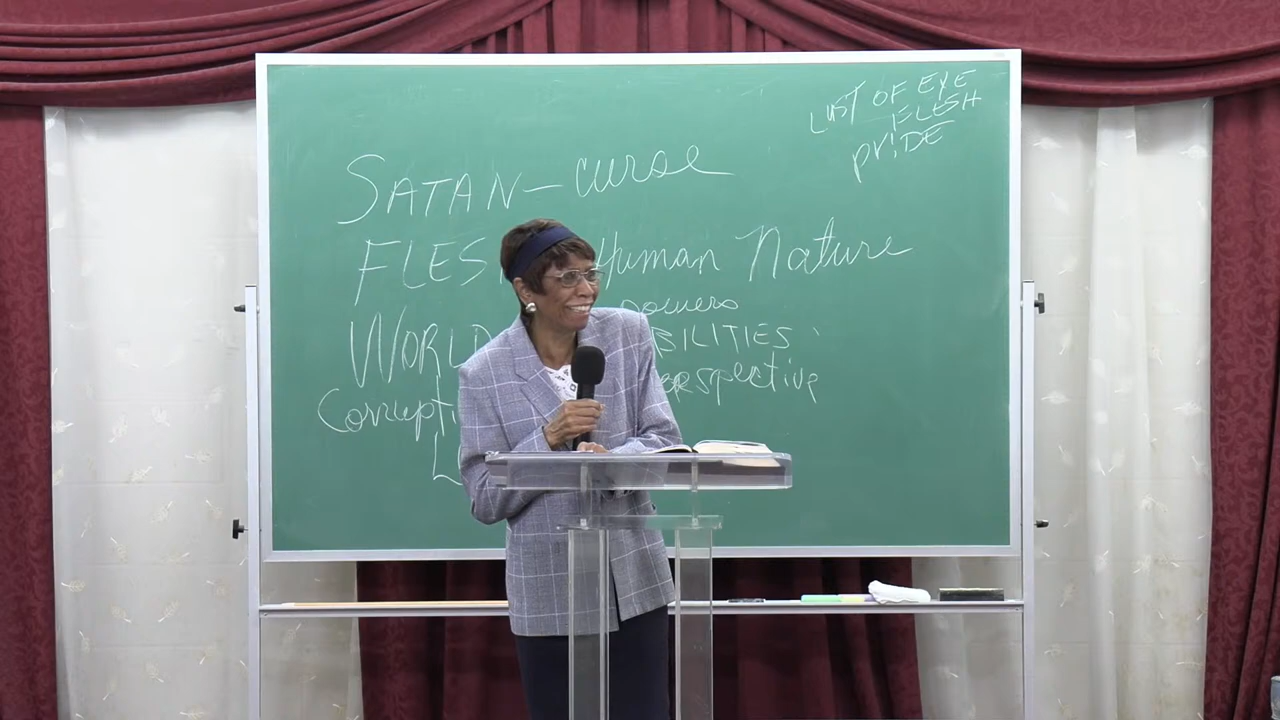 LUST OF EYE
FLESH
PRIDE
SATAN - curse
FLES Human Nature
WORLD powers
BILITIES
erspective
Corrupti
L